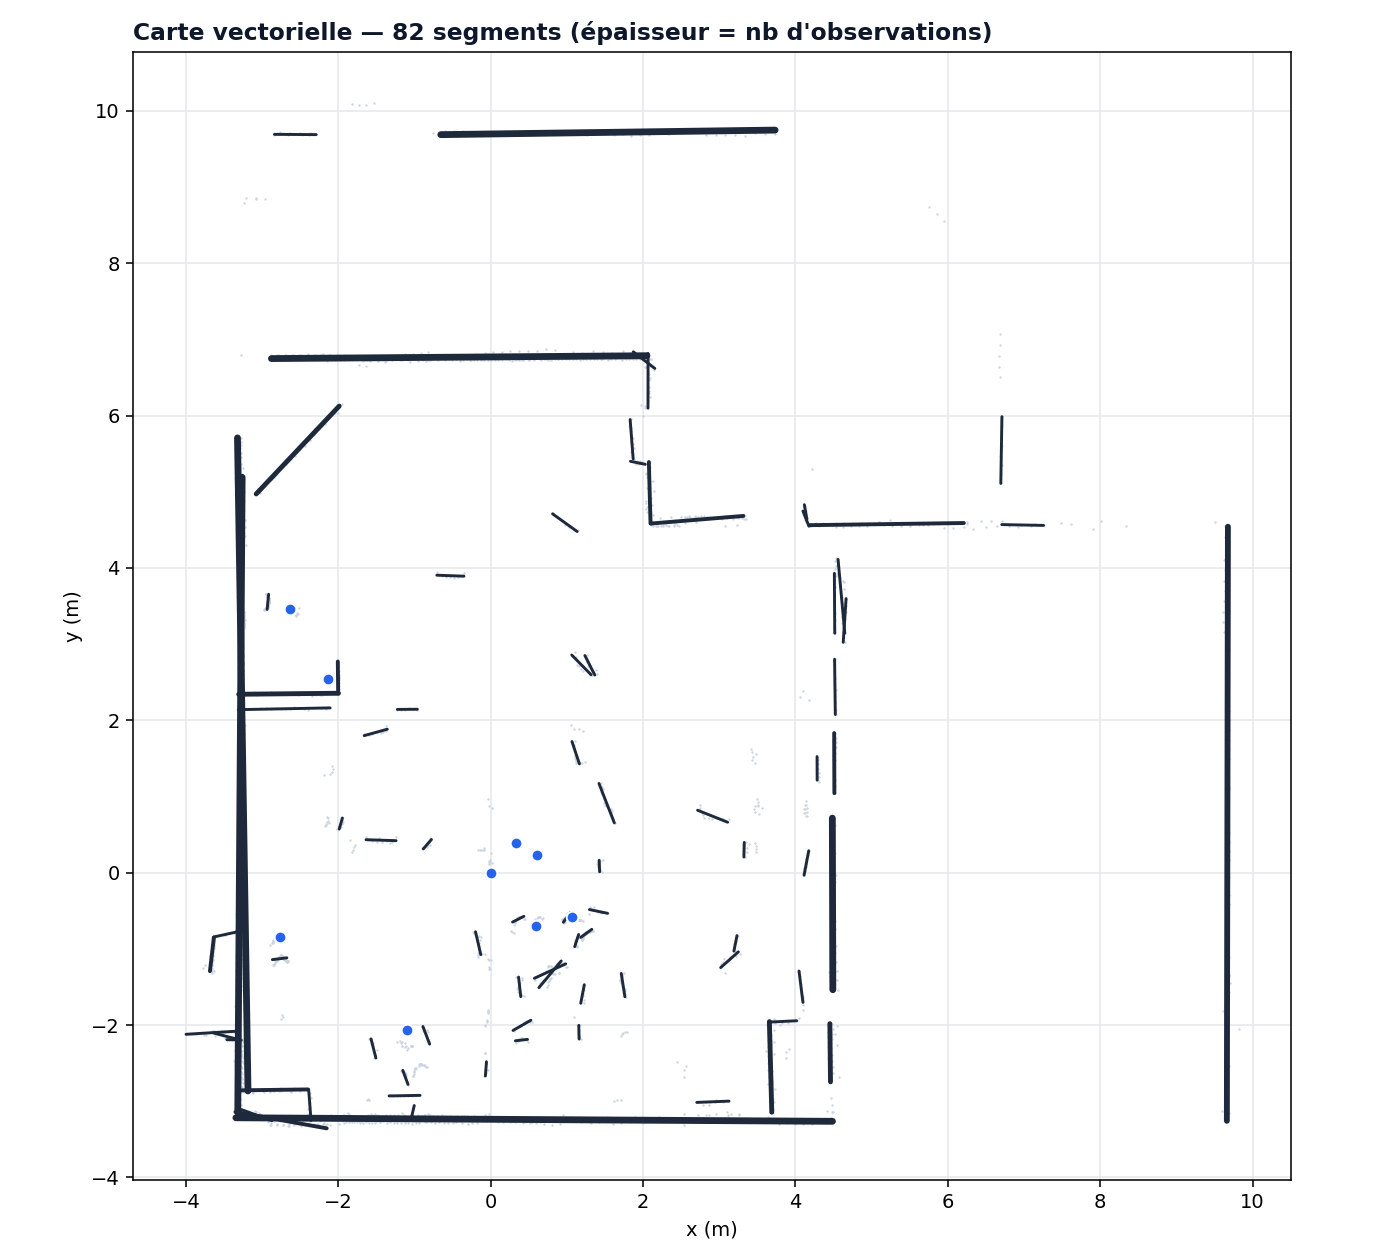 Carte vectorielle — 82 segments (épaisseur = nb d'observations)
10
8
6
4
2
0
−2
−4
y (m)
−4 −2 0 2 4 6 8 10
x (m)